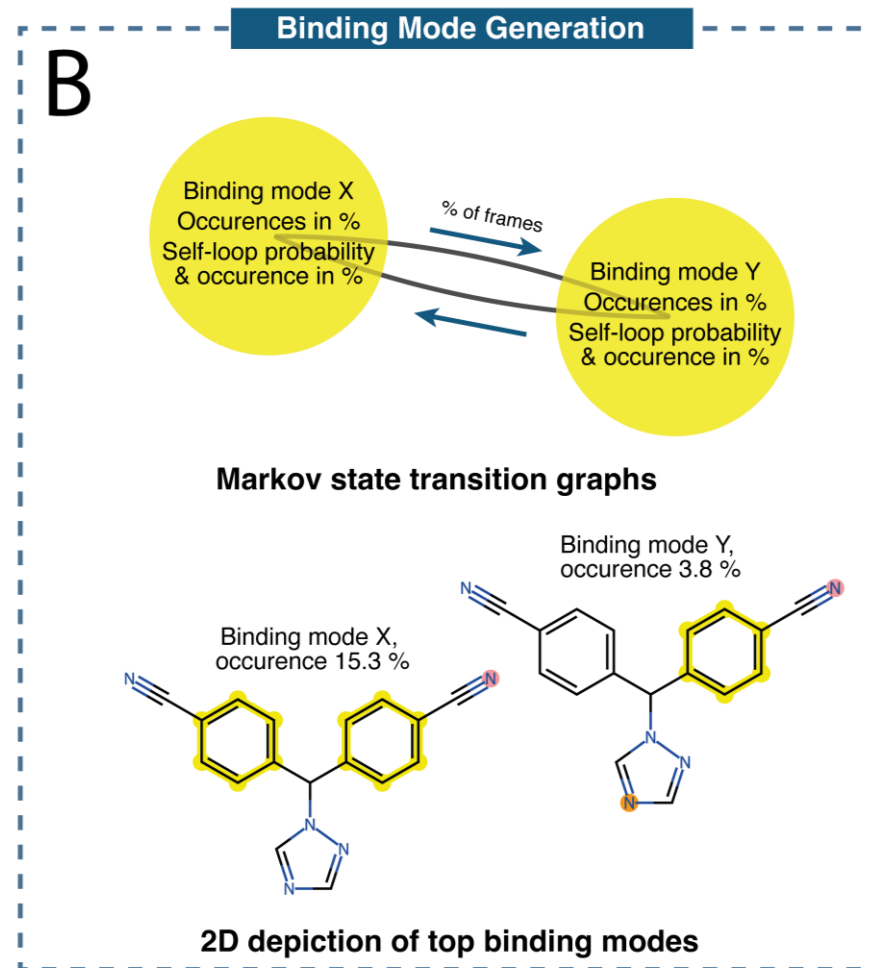 Binding Mode Generation
B
Binding mode X
Occurences in %
Self-loop probability
& occurence in %
% of frames
Binding mode Y
Occurences in %
Self-loop probability
& occurence in %
Markov state transition graphs
Binding mode Y,
occurence 3.8 %
N
N
N
N
N
Binding mode X,
occurence 15.3 %
N
N
N
N
N
2D depiction of top binding modes